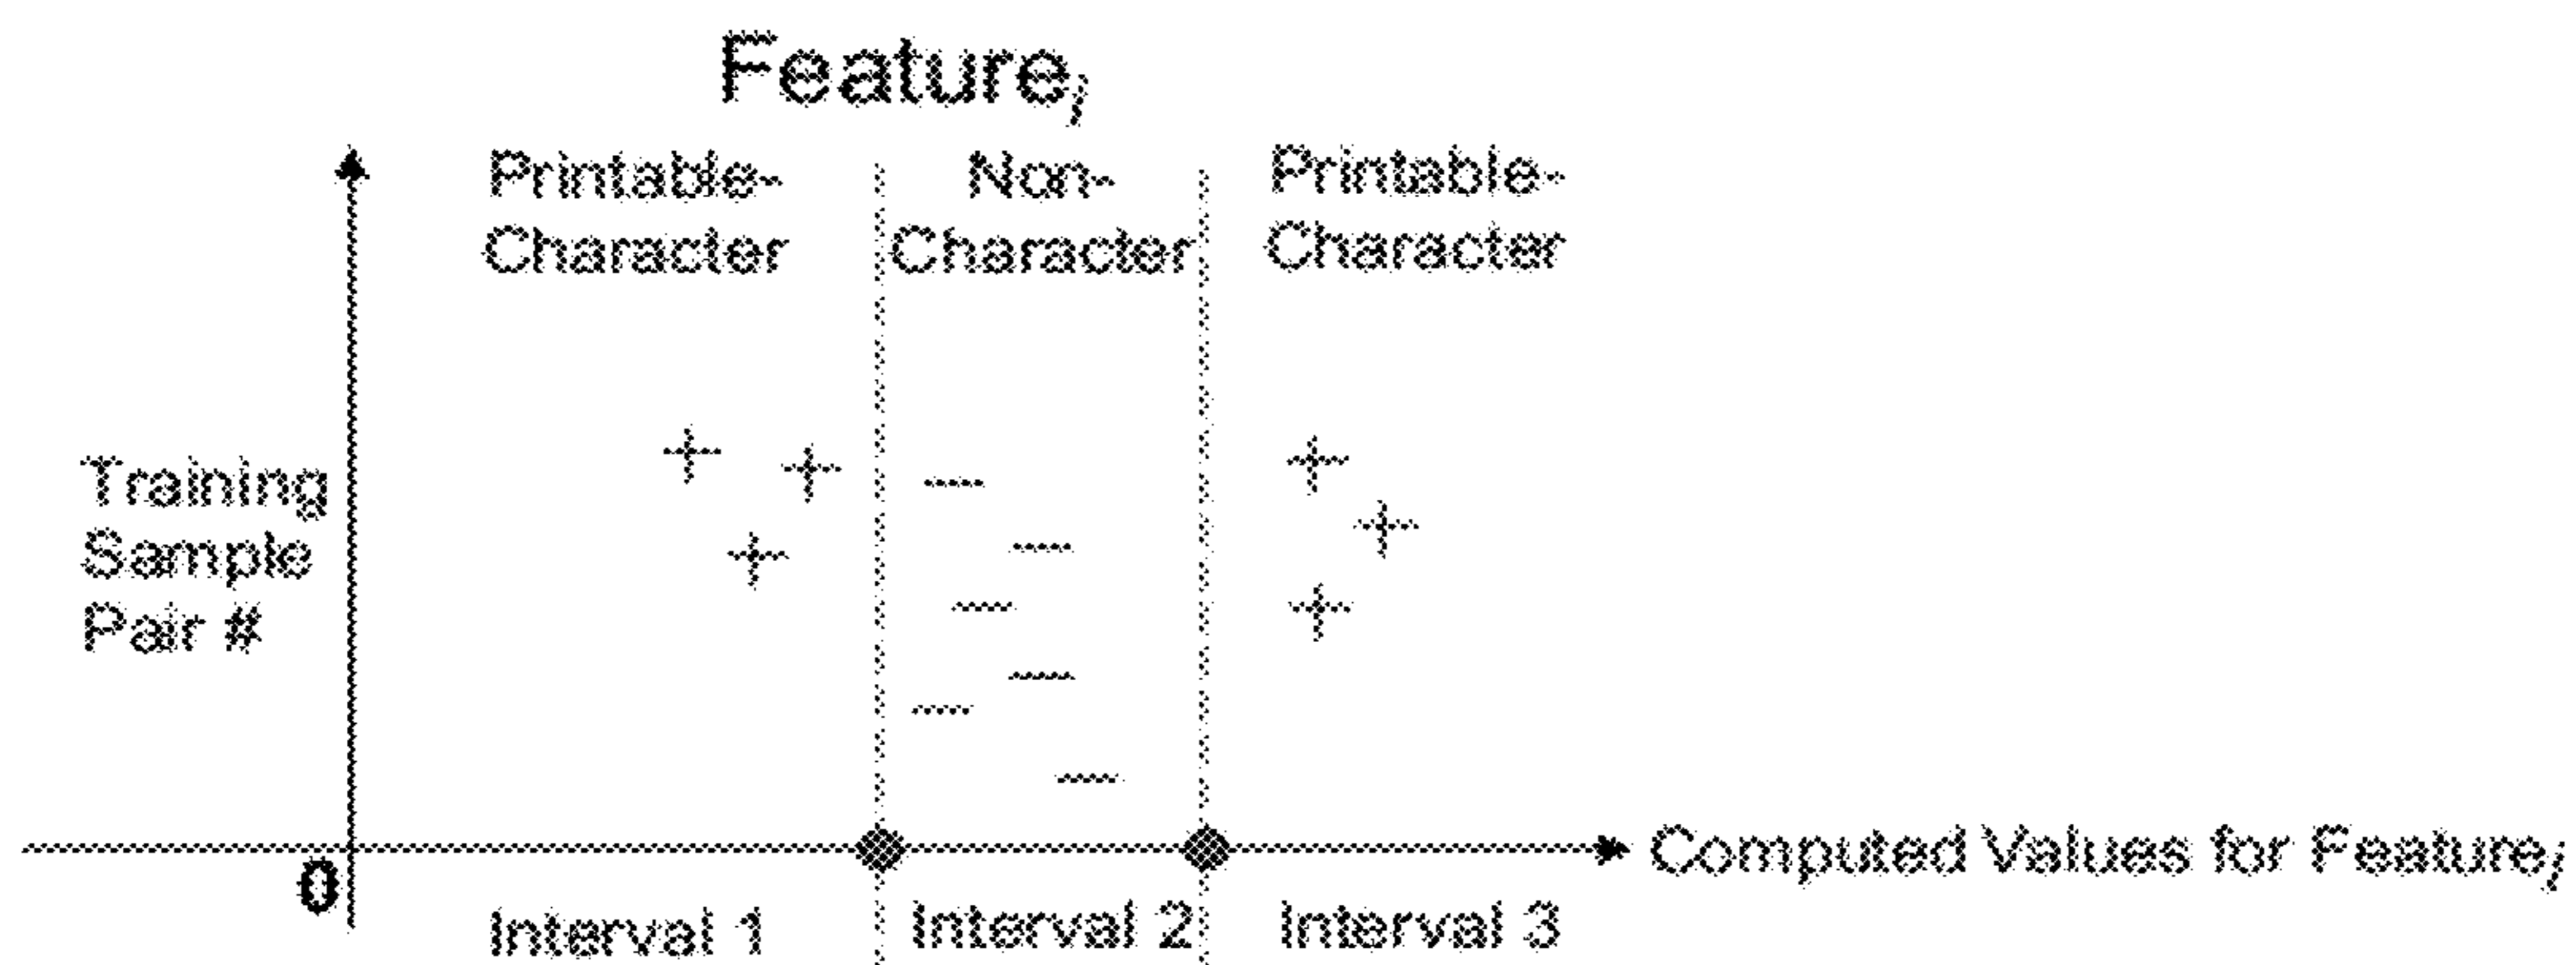 Featureⱼ
Printable-
Character
Non-
Character
Printable-
Character
Training
Sample
Pair #
0
Computed Values for Featureⱼ
Interval 1
Interval 2
Interval 3